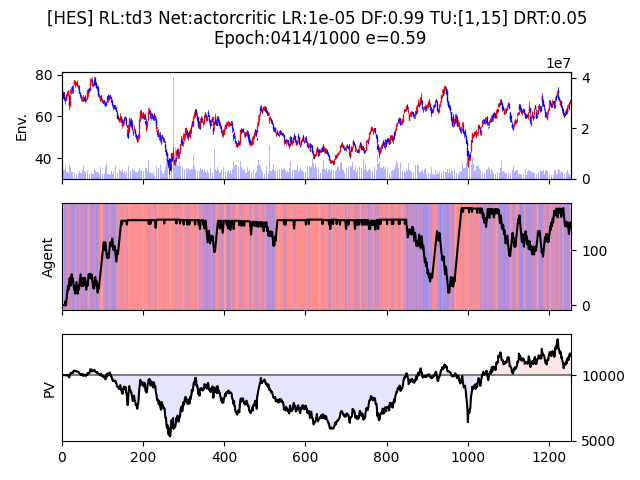 [HES] RL:td3 Net:actorcritic LR:1e-05 DF:0.99 TU:[1,15] DRT:0.05
Epoch:0414/1000 e=0.59
1e7
80
60
40
Env.
4
2
0
Agent
100
0
PV
10000
5000
0 200 400 600 800 1000 1200